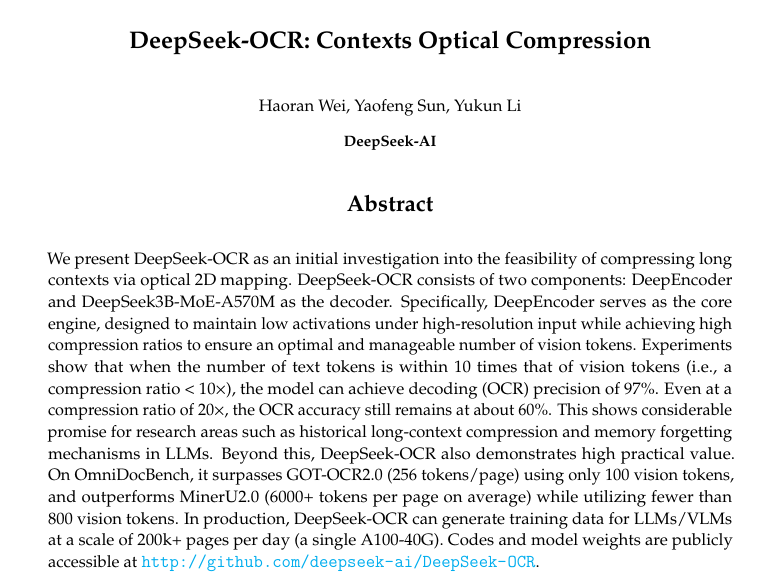 DeepSeek-OCR: Contexts Optical Compression
Haoran Wei, Yaofeng Sun, Yukun Li
DeepSeek-AI
Abstract
We present DeepSeek-OCR as an initial investigation into the feasibility of compressing long
contexts via optical 2D mapping. DeepSeek-OCR consists of two components: DeepEncoder
and DeepSeek3B-MoE-A570M as the decoder. Specifically, DeepEncoder serves as the core
engine, designed to maintain low activations under high-resolution input while achieving high
compression ratios to ensure an optimal and manageable number of vision tokens. Experiments
show that when the number of text tokens is within 10 times that of vision tokens (i.e., a
compression ratio < 10×), the model can achieve decoding (OCR) precision of 97%. Even at a
compression ratio of 20×, the OCR accuracy still remains at about 60%. This shows considerable
promise for research areas such as historical long-context compression and memory forgetting
mechanisms in LLMs. Beyond this, DeepSeek-OCR also demonstrates high practical value.
On OmniDocBench, it surpasses GOT-OCR2.0 (256 tokens/page) using only 100 vision tokens,
and outperforms MinerU2.0 (6000+ tokens per page on average) while utilizing fewer than
800 vision tokens. In production, DeepSeek-OCR can generate training data for LLMs/VLMs
at a scale of 200k+ pages per day (a single A100-40G). Codes and model weights are publicly
accessible at http://github.com/deepseek-ai/DeepSeek-OCR.